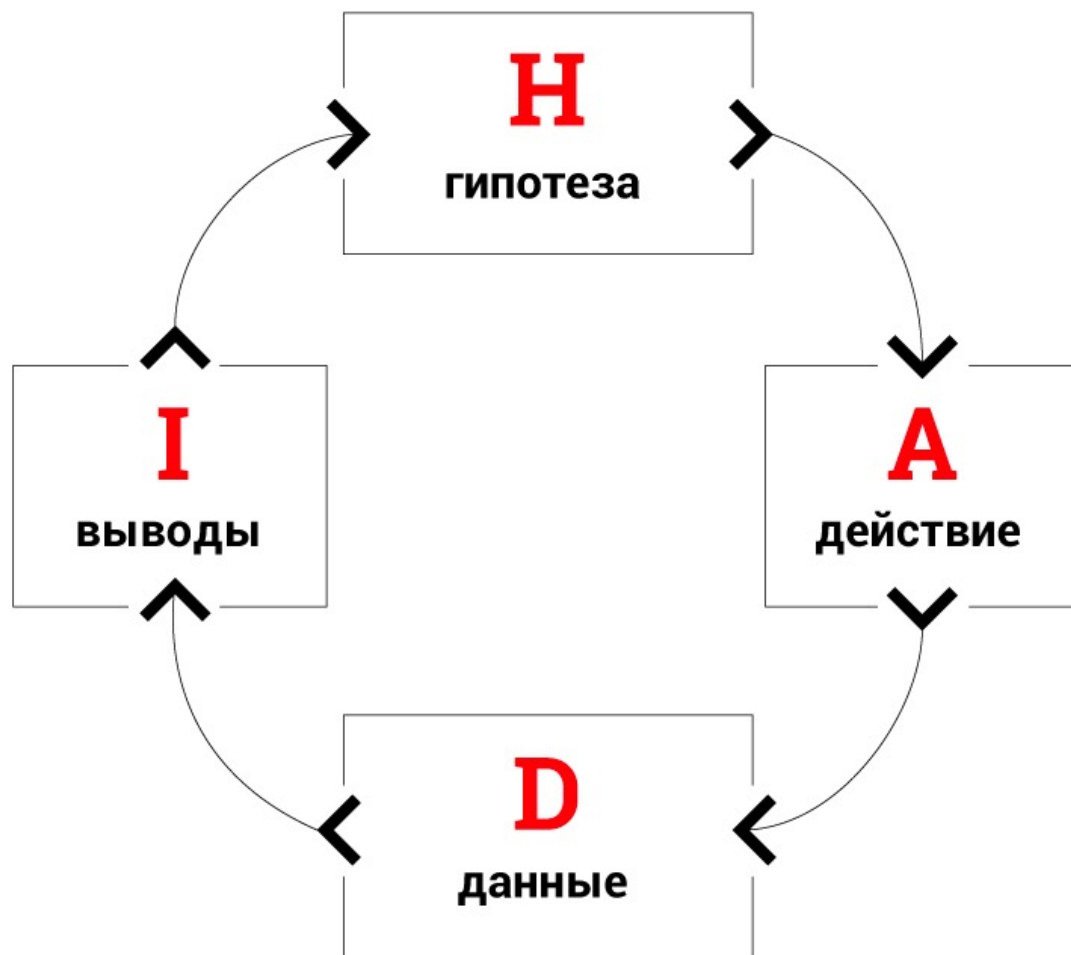 H
гипотеза
A
действие
D
данные
I
выводы